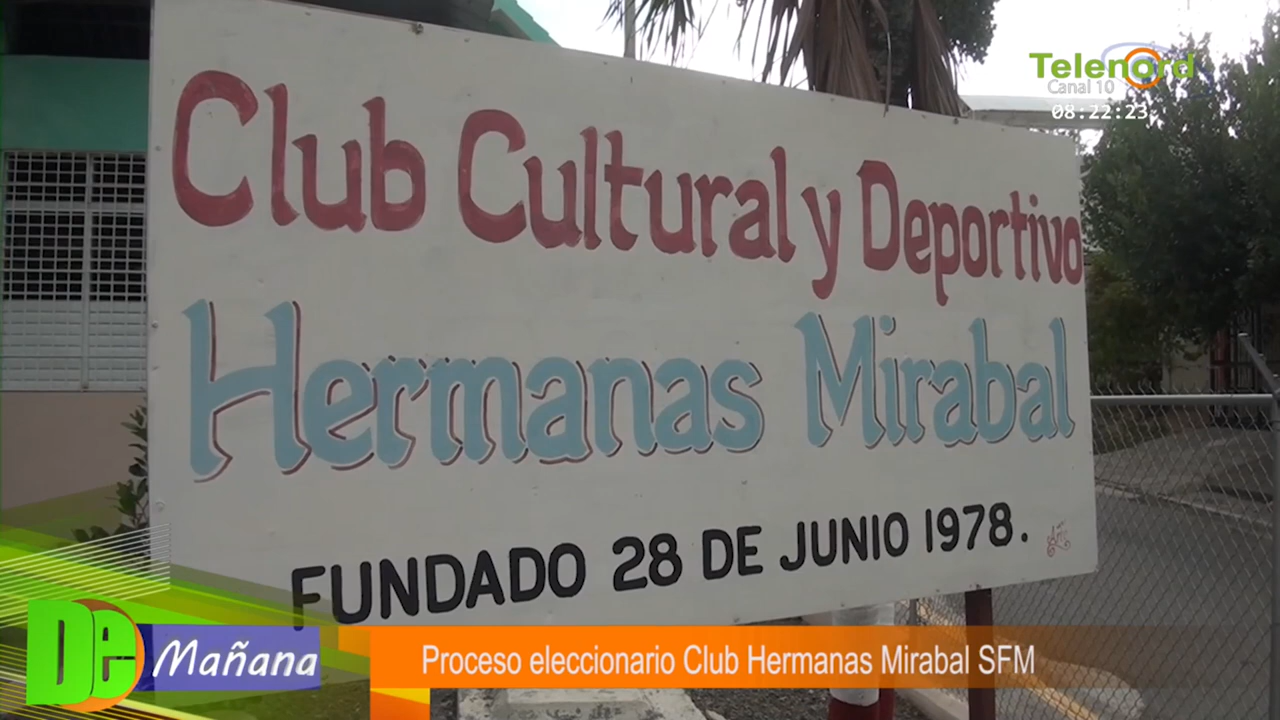 Telenord
Canal 10
08:22:23
Club Cultural y Deportivo
Hermanas Mirabal
FUNDADO 28 DE JUNIO 1978.
De Mañana
Proceso eleccionario Club Hermanas Mirabal SFM